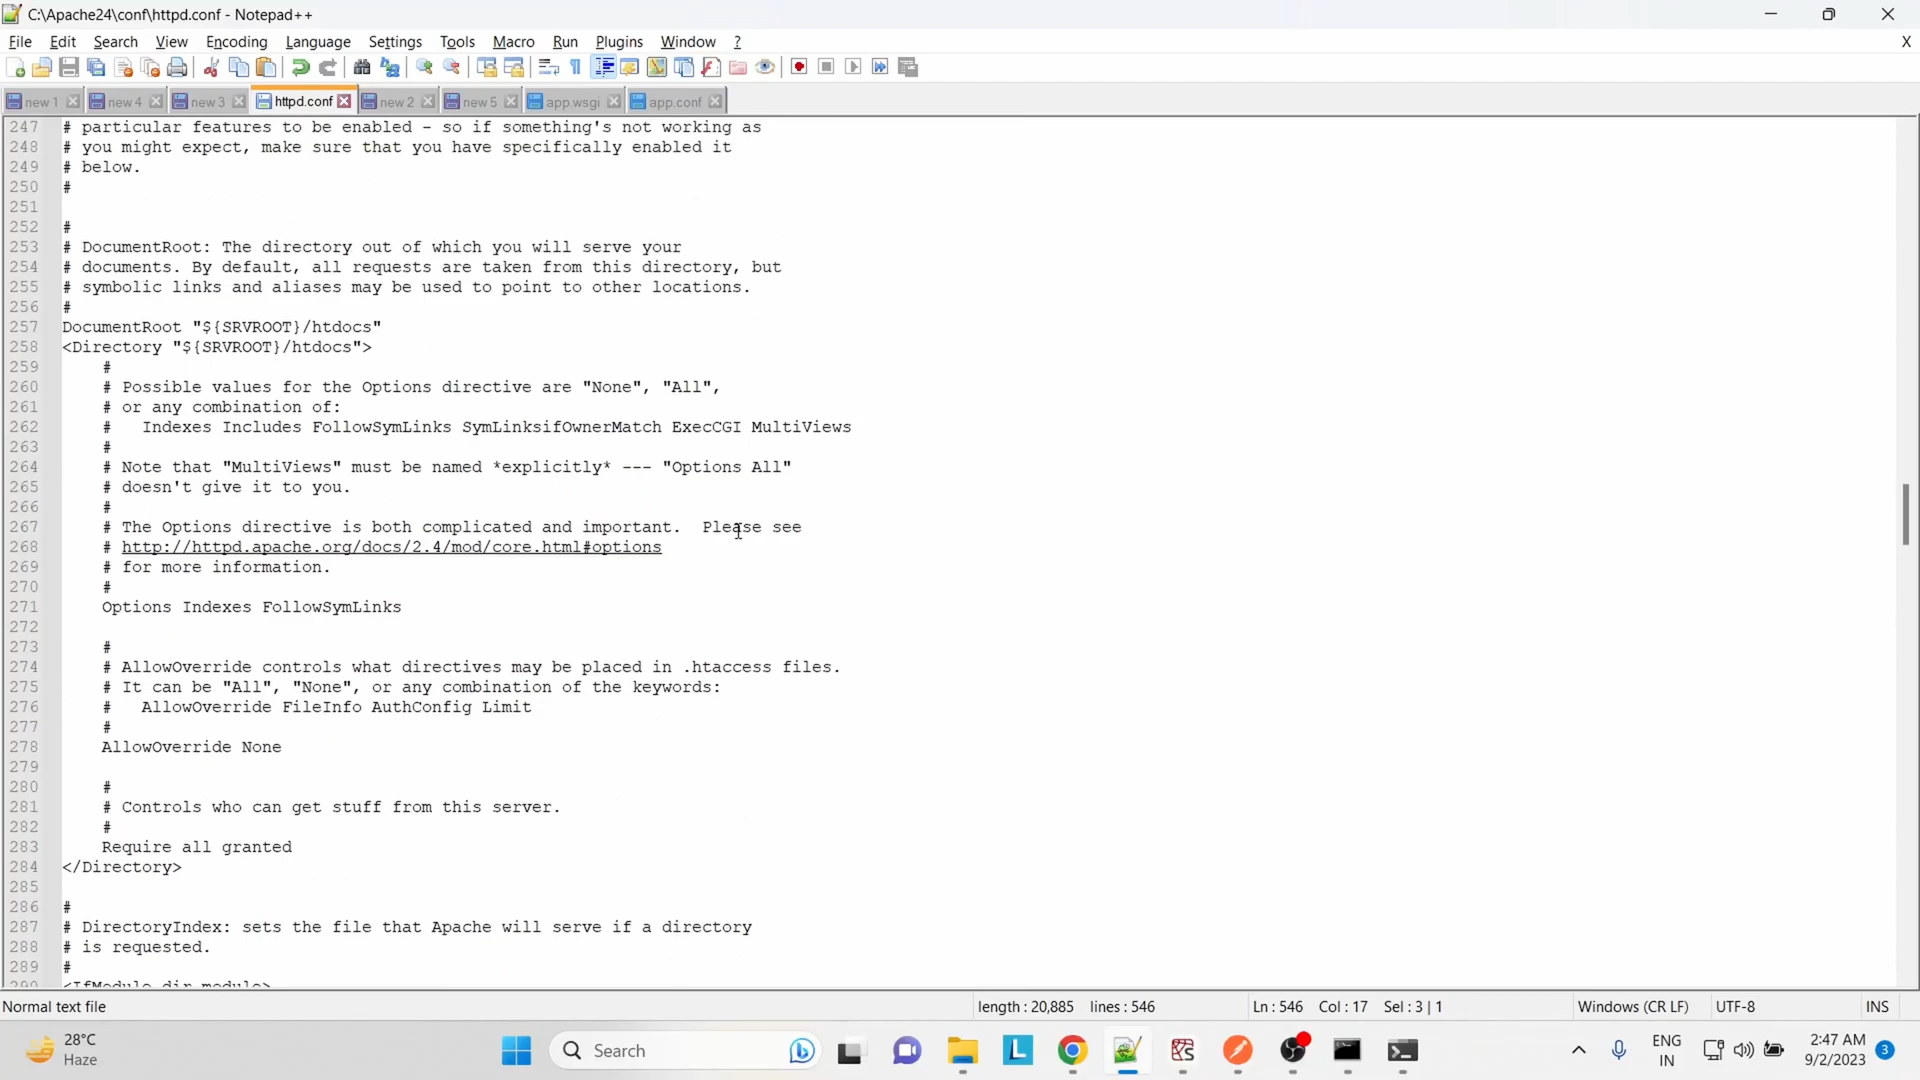 C:\Apache24\conf\httpd.conf - Notepad++
File Edit Search View Encoding Language Settings Tools Macro Run Plugins Window ? X
new 1 new 4 new 3 httpd.conf new 2 new 5 app.wsgi app.conf
247 # particular features to be enabled - so if something's not working as
248 # you might expect, make sure that you have specifically enabled it
249 # below.
250 #
251
252 #
253 # DocumentRoot: The directory out of which you will serve your
254 # documents. By default, all requests are taken from this directory, but
255 # symbolic links and aliases may be used to point to other locations.
256 #
257 DocumentRoot "${SRVROOT}/htdocs"
258 <Directory "${SRVROOT}/htdocs">
259 #
260 # Possible values for the Options directive are "None", "All",
261 # or any combination of:
262 # Indexes Includes FollowSymLinks SymLinksifOwnerMatch ExecCGI MultiViews
263 #
264 # Note that "MultiViews" must be named *explicitly* --- "Options All"
265 # doesn't give it to you.
266 #
267 # The Options directive is both complicated and important. Please see
268 # http://httpd.apache.org/docs/2.4/mod/core.html#options
269 # for more information.
270 #
271 Options Indexes FollowSymLinks
272
273 #
274 # AllowOverride controls what directives may be placed in .htaccess files.
275 # It can be "All", "None", or any combination of the keywords:
276 # AllowOverride FileInfo AuthConfig Limit
277 #
278 AllowOverride None
279
280 #
281 # Controls who can get stuff from this server.
282 #
283 Require all granted
284 </Directory>
285
286 #
287 # DirectoryIndex: sets the file that Apache will serve if a directory
288 # is requested.
289 #
290 <IfModule dir_module>
Normal text file length : 20,885 lines : 546 Ln : 546 Col : 17 Sel : 3 | 1 Windows (CR LF) UTF-8 INS
28°C
Haze
Search
ENG
IN
2:47 AM
9/2/2023
3